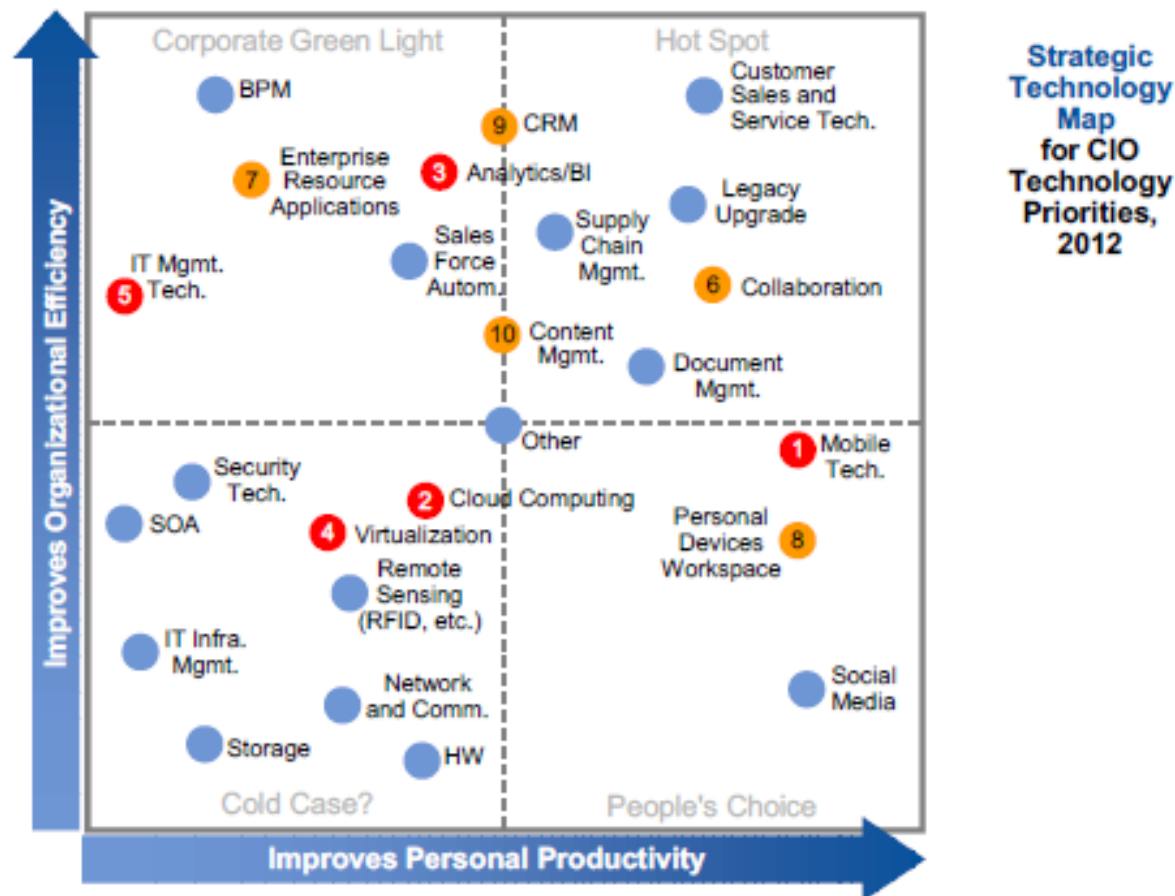 Corporate Green Light
Hot Spot
Strategic
Technology
Map
for CIO
Technology
Priorities,
2012
BPM
Customer
Sales and
Service Tech.
9
CRM
3
Analytics/BI
7
Enterprise
Resource
Applications
Legacy
Upgrade
Supply
Chain
Mgmt.
Sales
Force
Autom.
IT Mgmt.
Tech.
5
6
Collaboration
10
Content
Mgmt.
Document
Mgmt.
Other
1
Mobile
Tech.
Security
Tech.
SOA
2
Cloud Computing
4
Virtualization
Personal
Devices
Workspace
8
Remote
Sensing
(RFID, etc.)
IT Infra.
Mgmt.
Network
and Comm.
Social
Media
Storage
HW
Cold Case?
People's Choice
Improves Organizational Efficiency
Improves Personal Productivity